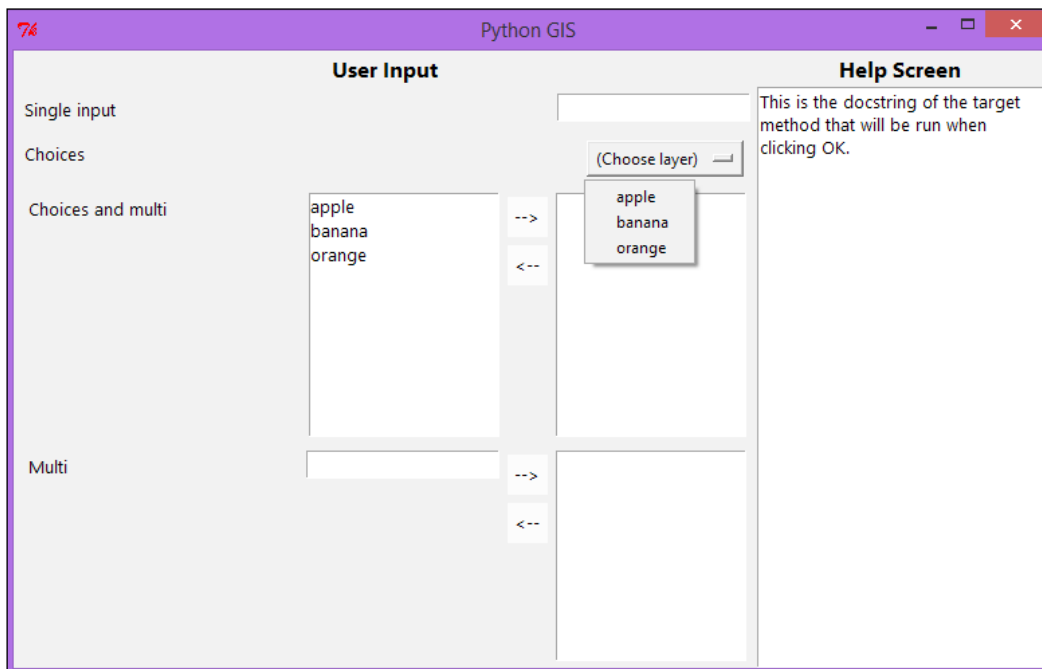 Python GIS
User Input
Help Screen
Single input
This is the docstring of the target
method that will be run when
clicking OK.
Choices
(Choose layer)
apple
banana
orange
Choices and multi
apple
banana
orange
-->
<--
Multi
-->
<--